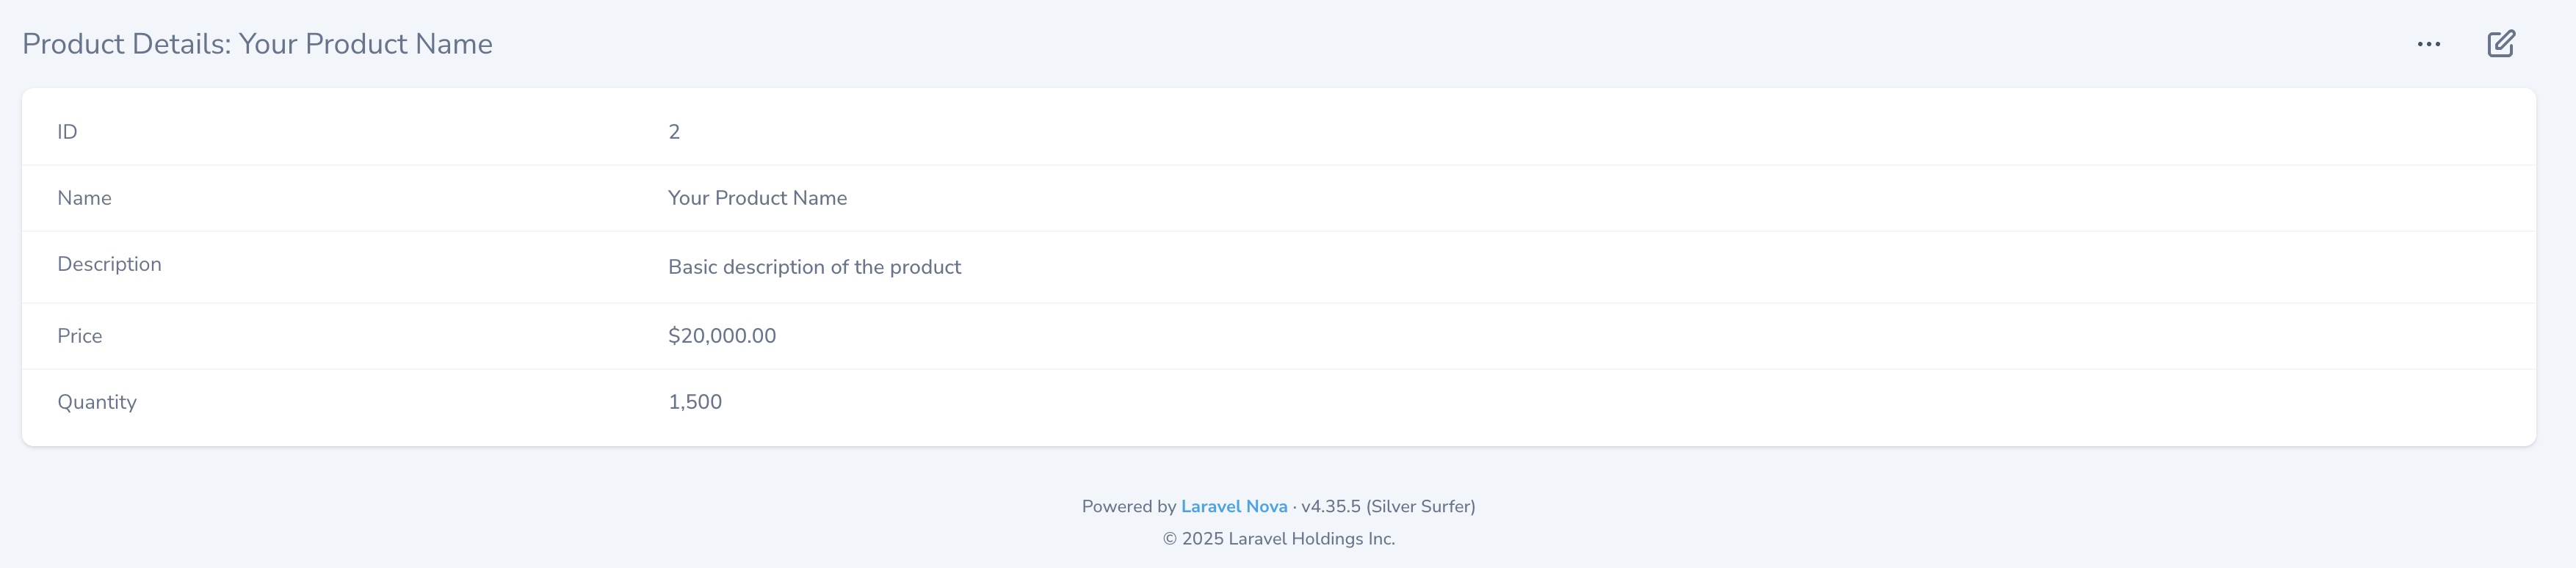 Product Details: Your Product Name
ID 2
Name Your Product Name
Description Basic description of the product
Price $20,000.00
Quantity 1,500
Powered by Laravel Nova · v4.35.5 (Silver Surfer)
© 2025 Laravel Holdings Inc.